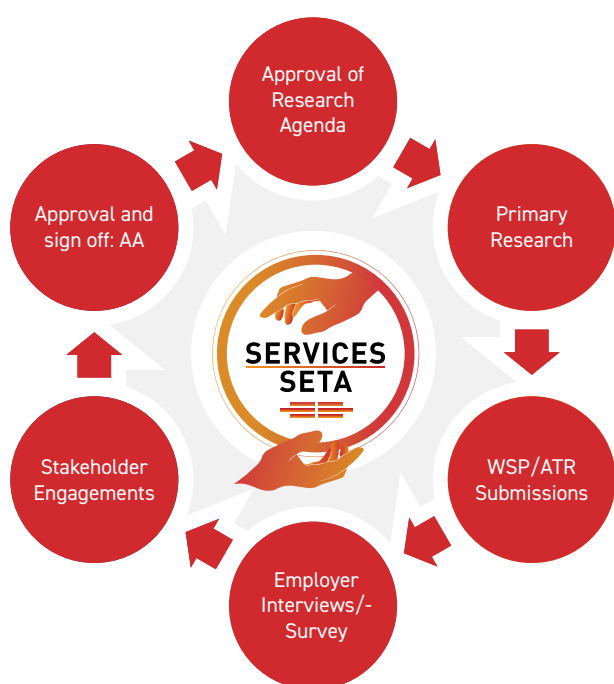 Approval of
Research
Agenda
Primary
Research
WSP/ATR
Submissions
Employer
Interviews/-
Survey
Stakeholder
Engagements
Approval and
sign off: AA
SERVICES
SETA